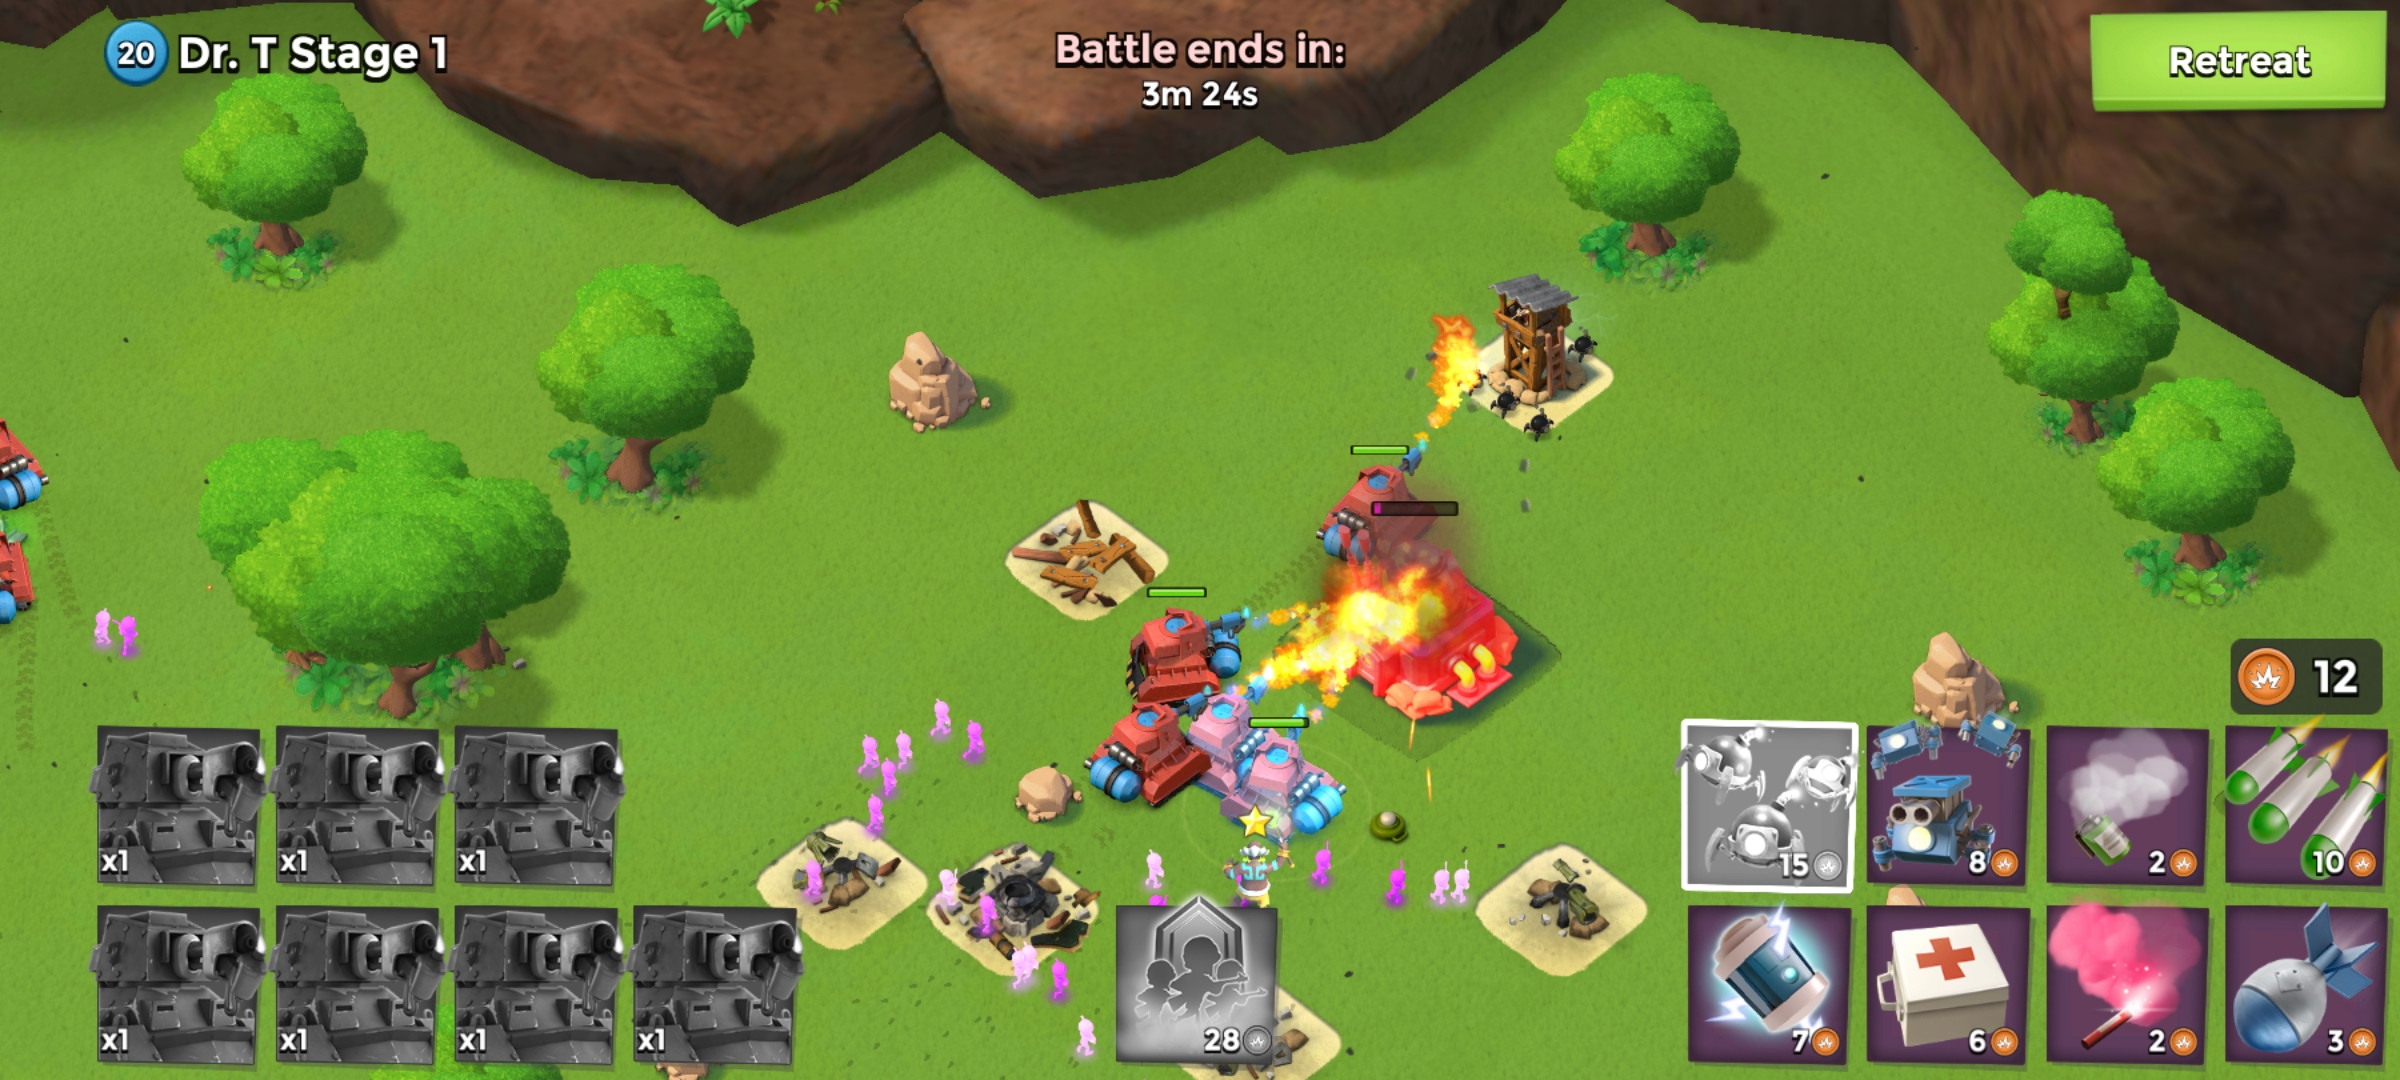 20 Dr. T Stage 1
Battle ends in:
3m 24s
Retreat
12
x1 x1 x1
15 8 2 10
x1 x1 x1 x1
28
7 6 2 3